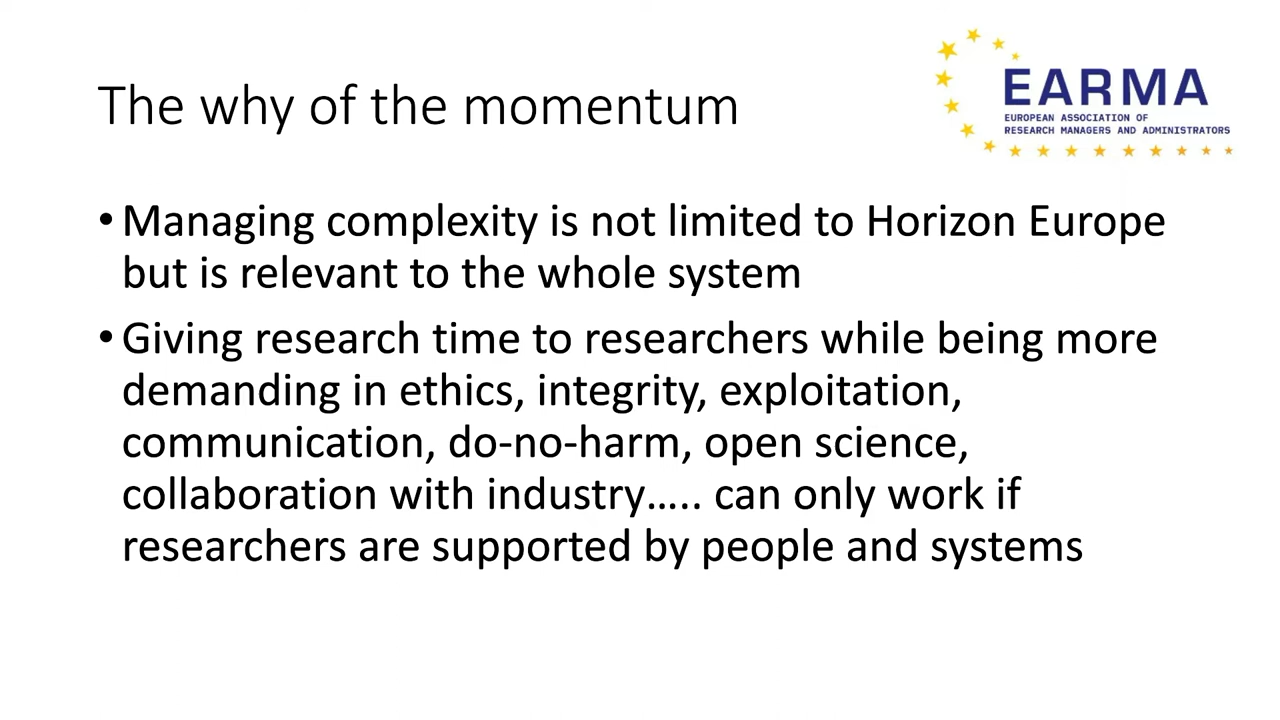 The why of the momentum
EARMA
EUROPEAN ASSOCIATION OF
RESEARCH MANAGERS AND ADMINISTRATORS
• Managing complexity is not limited to Horizon Europe
but is relevant to the whole system
• Giving research time to researchers while being more
demanding in ethics, integrity, exploitation,
communication, do-no-harm, open science,
collaboration with industry….. can only work if
researchers are supported by people and systems